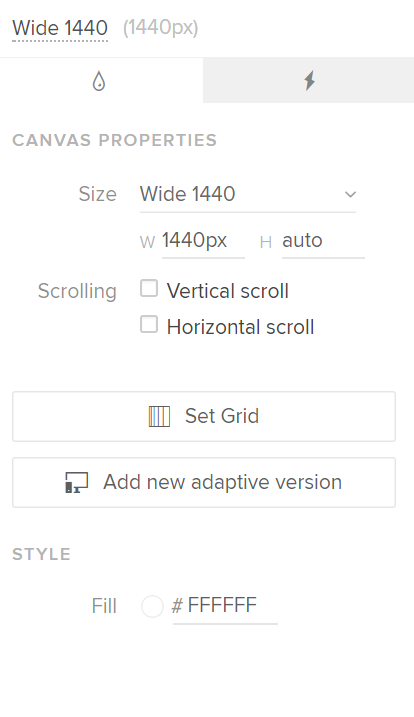 Wide 1440 (1440px)
CANVAS PROPERTIES
Size Wide 1440
W 1440px H auto
Scrolling Vertical scroll
Horizontal scroll
Set Grid
Add new adaptive version
STYLE
Fill # FFFFFF